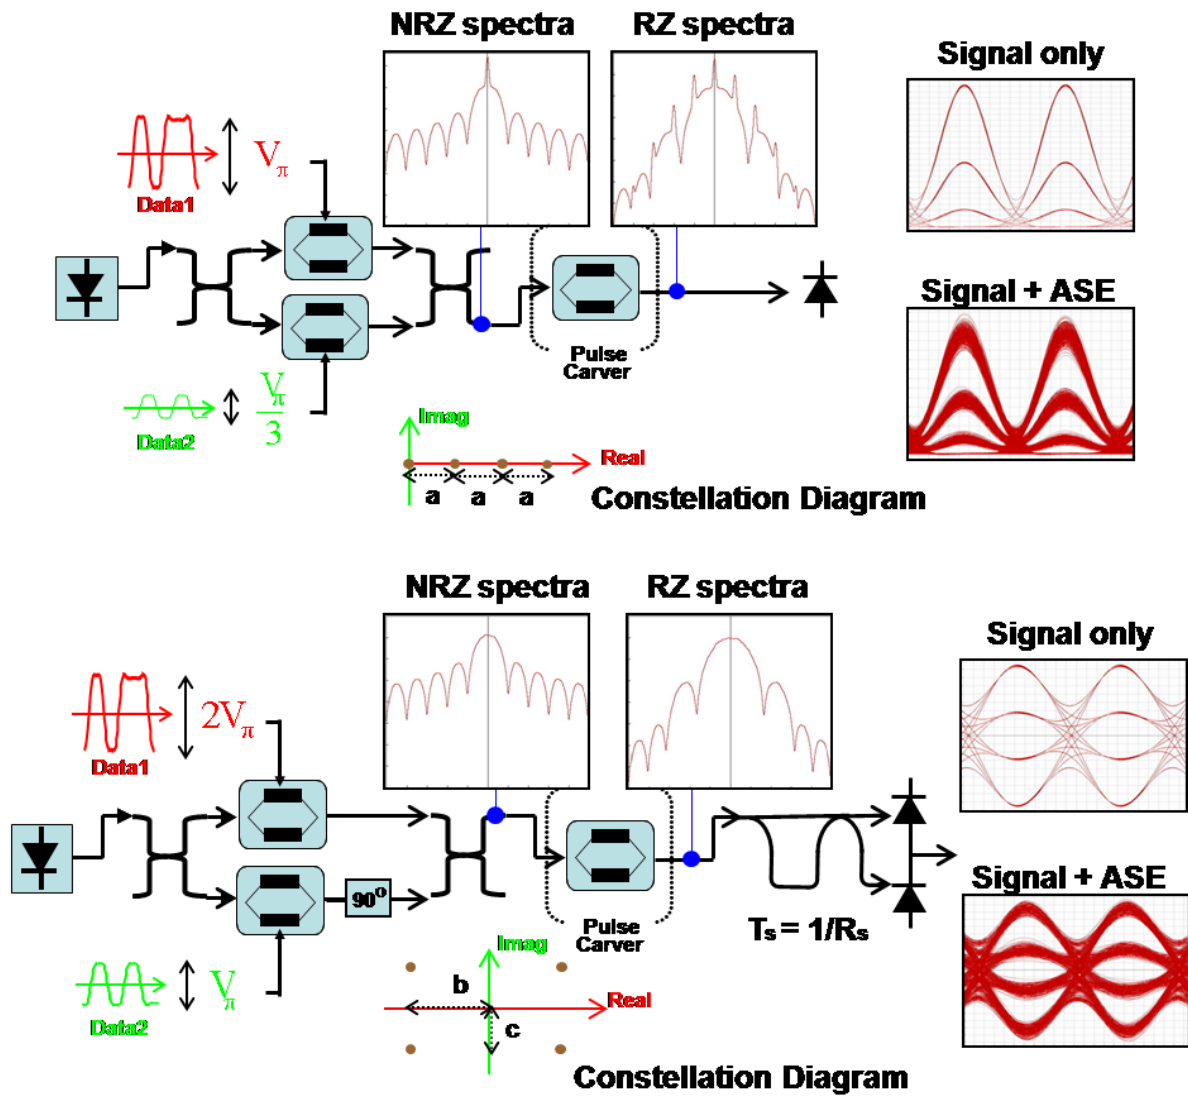 NRZ spectra
RZ spectra
Signal only
Vπ
Data1
Signal + ASE
Pulse
Carver
Vπ
3
Data2
Imag
Real
a a a
Constellation Diagram
NRZ spectra
RZ spectra
Signal only
2Vπ
Data1
90°
Signal + ASE
Pulse
Carver
Ts = 1/Rs
Imag
Vπ
Data2
b
Real
c
Constellation Diagram